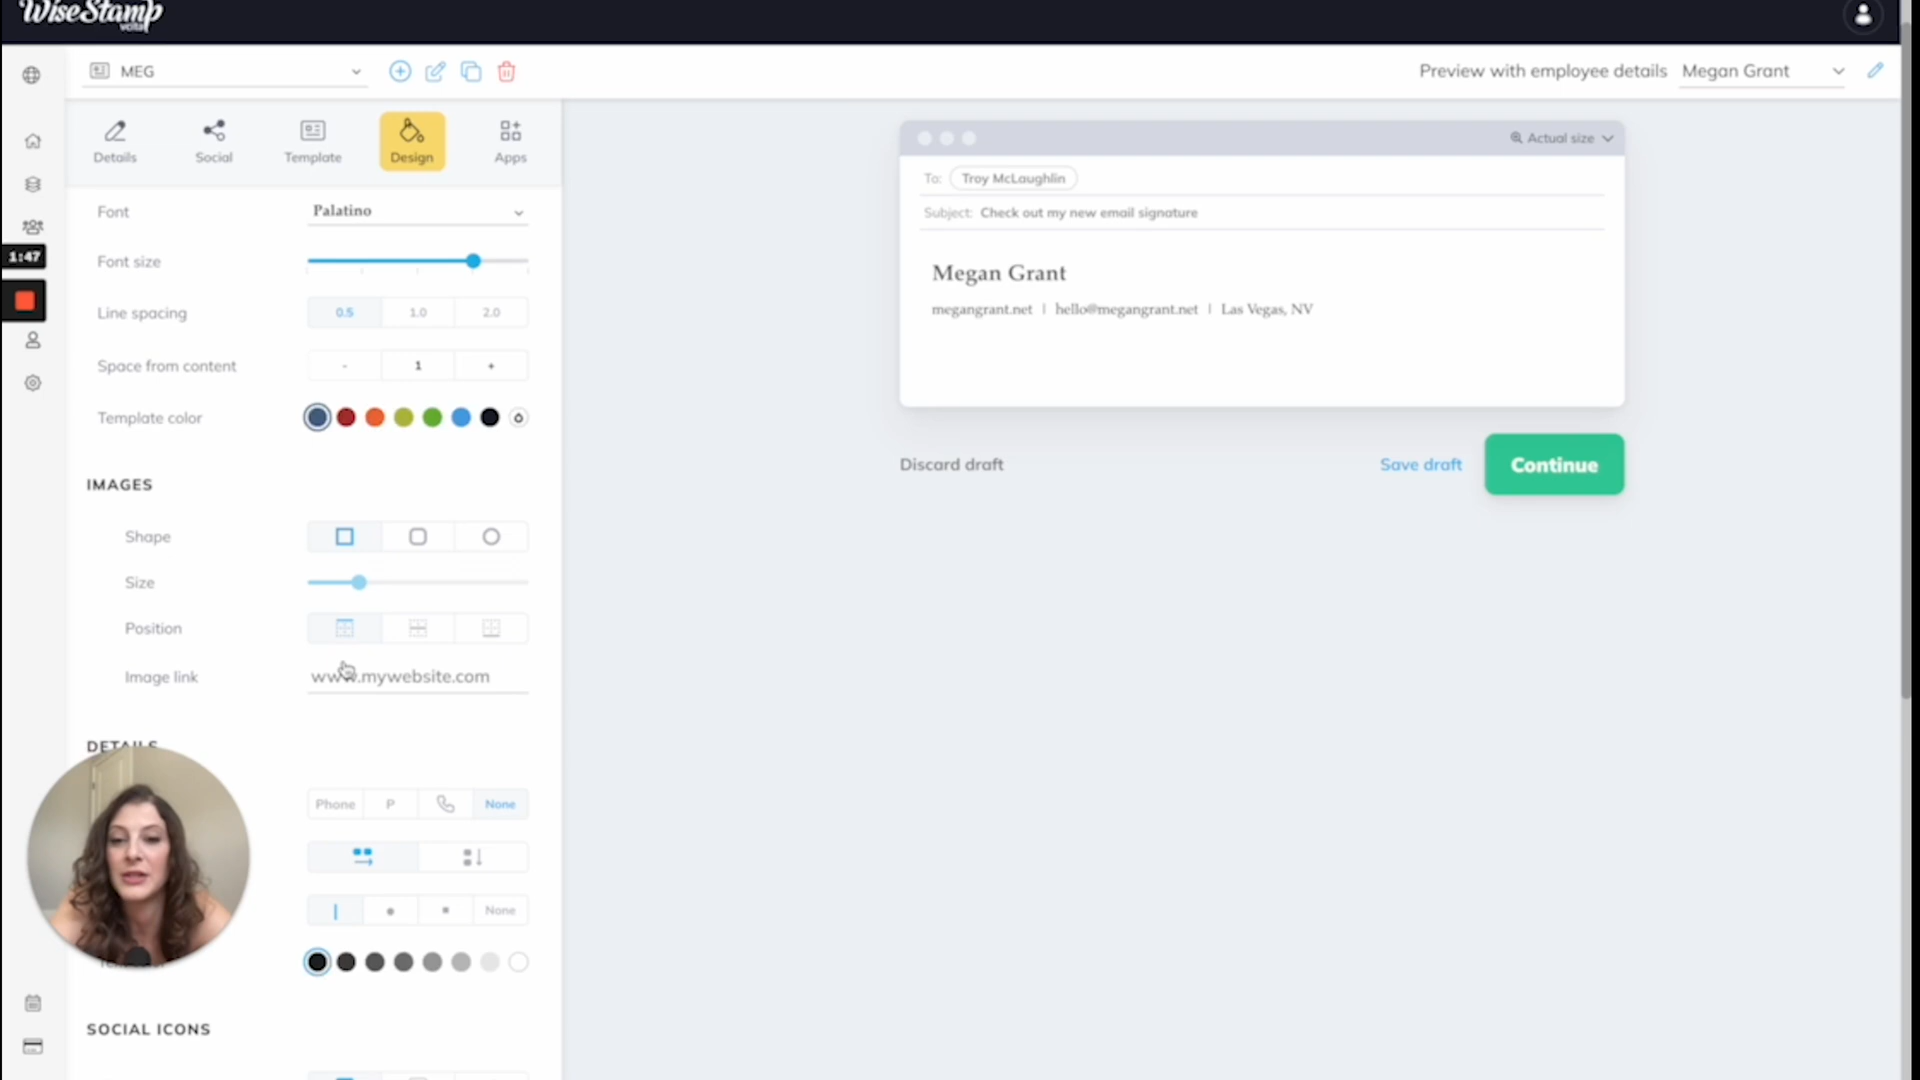 WiseStamp
MEG
Preview with employee details Megan Grant
Details Social Template Design Apps
Actual size
To: Troy McLaughlin
Subject: Check out my new email signature
Megan Grant
megangrant.net | hello@megangrant.net | Las Vegas, NV
Discard draft
Save draft
Continue
1:47
Font Palatino
Font size
Line spacing 0.5 1.0 2.0
Space from content - 1 +
Template color
IMAGES
Shape
Size
Position
Image link www.mywebsite.com
DETAILS
Phone P None
None
SOCIAL ICONS